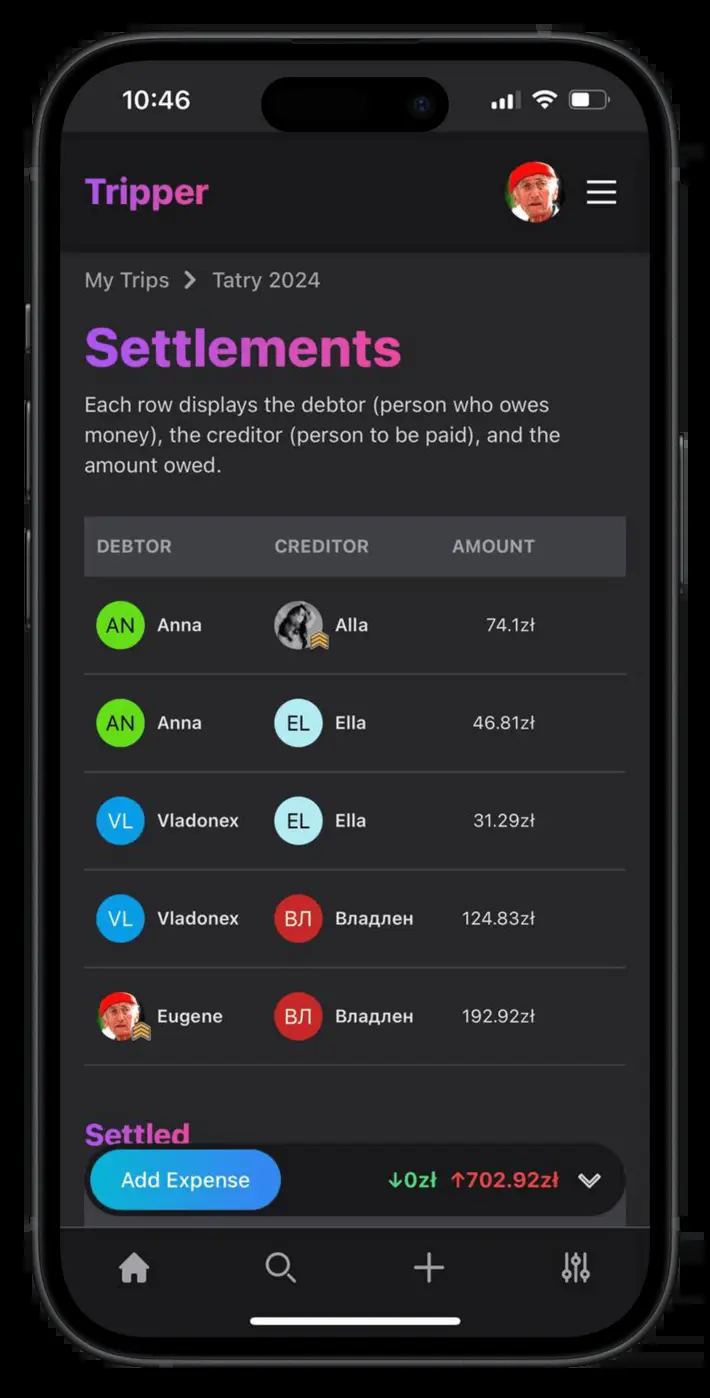 10:46
Tripper
My Trips Tatry 2024
Settlements
Each row displays the debtor (person who owes
money), the creditor (person to be paid), and the
amount owed.
DEBTOR CREDITOR AMOUNT
AN Anna Alla 74.1zł
AN Anna EL Ella 46.81zł
VL Vladonex EL Ella 31.29zł
VL Vladonex ВЛ Владлен 124.83zł
Eugene ВЛ Владлен 192.92zł
Settled
Add Expense ↓0zł ↑702.92zł